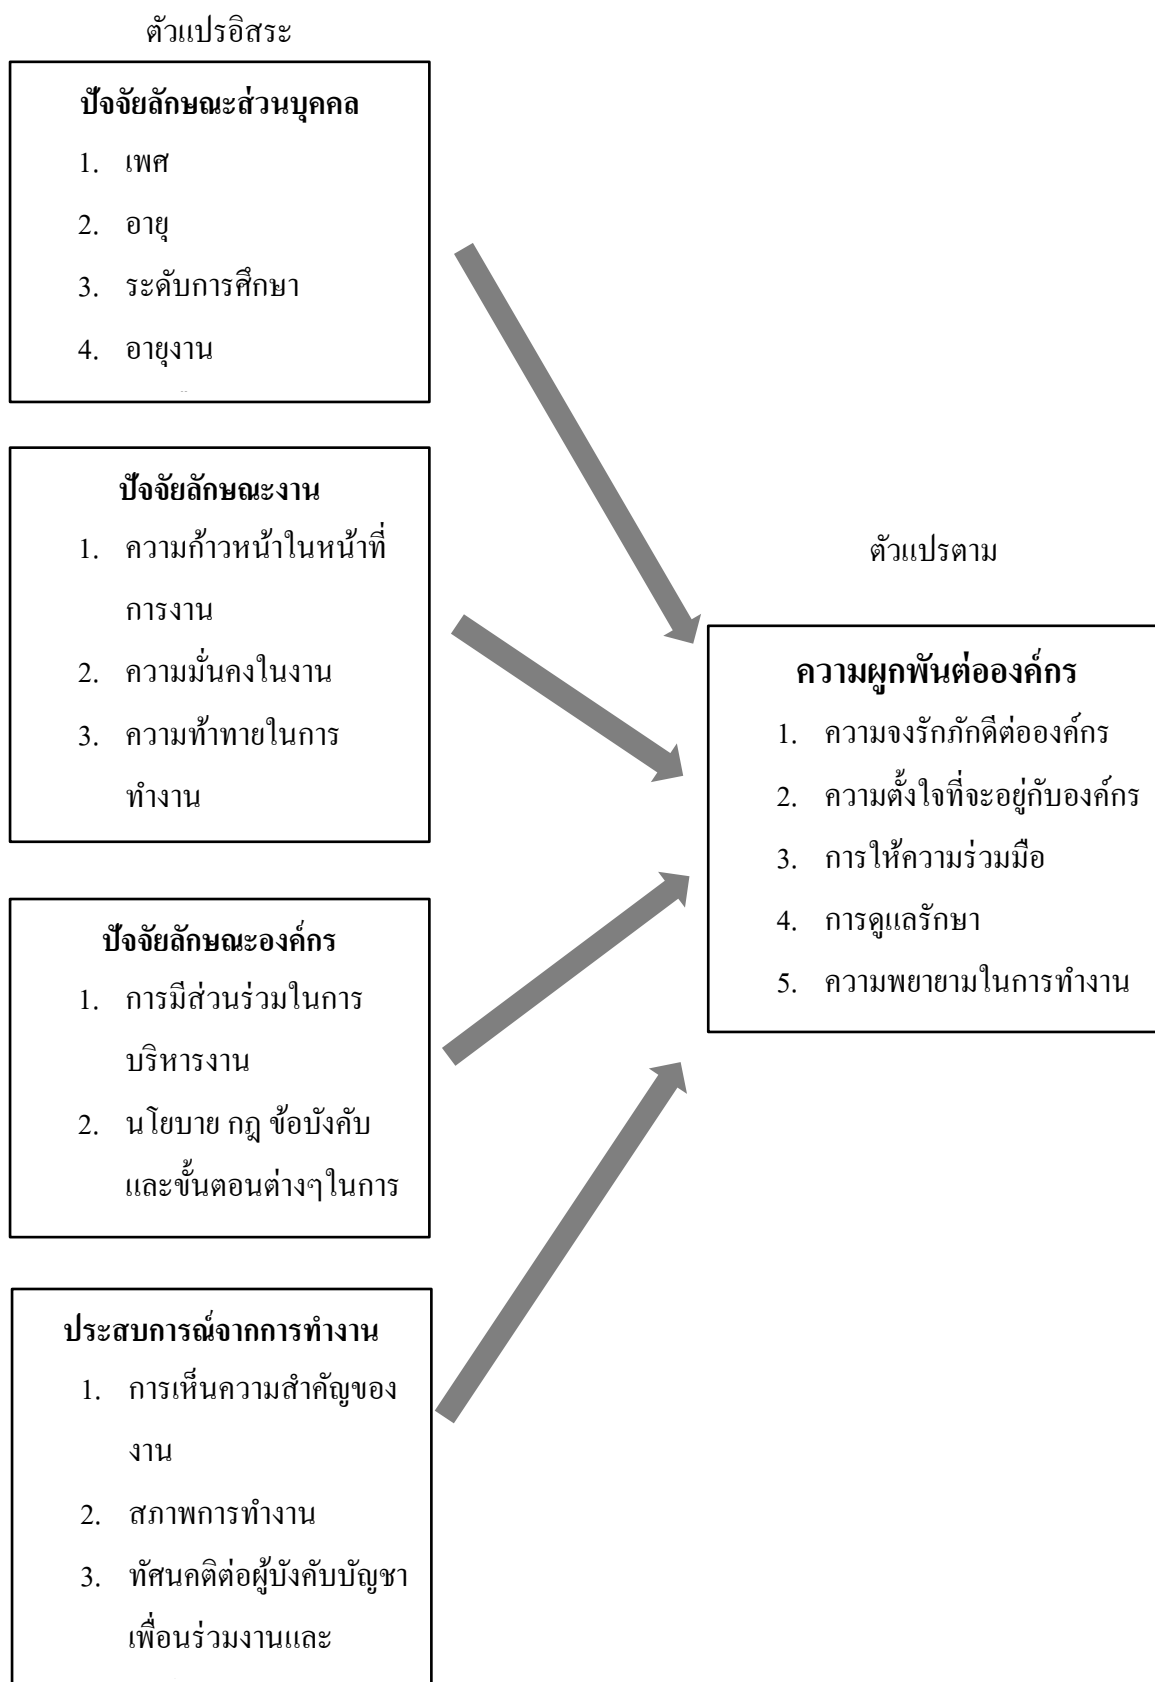 ตัวแปรอิสระ
ปัจจัยลักษณะส่วนบุคคล
1. เพศ
2. อายุ
3. ระดับการศึกษา
4. อายุงาน
ปัจจัยลักษณะงาน
1. ความก้าวหน้าในหน้าที่
การงาน
2. ความมั่นคงในงาน
3. ความท้าทายในการ
ทำงาน
ปัจจัยลักษณะองค์กร
1. การมีส่วนร่วมในการ
บริหารงาน
2. นโยบาย กฎ ข้อบังคับ
และขั้นตอนต่างๆในการ
ประสบการณ์จากการทำงาน
1. การเห็นความสำคัญของ
งาน
2. สภาพการทำงาน
3. ทัศนคติต่อผู้บังคับบัญชา
เพื่อนร่วมงานและ
ตัวแปรตาม
ความผูกพันต่อองค์กร
1. ความจงรักภักดีต่อองค์กร
2. ความตั้งใจที่จะอยู่กับองค์กร
3. การให้ความร่วมมือ
4. การดูแลรักษา
5. ความพยายามในการทำงาน